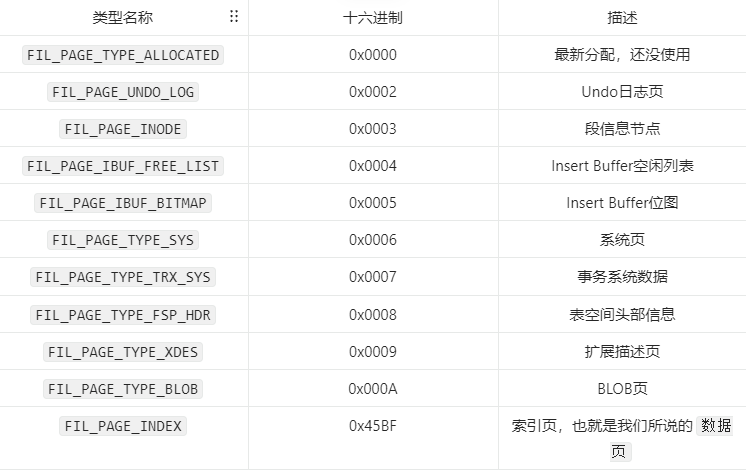 类型名称 十六进制 描述
FIL_PAGE_TYPE_ALLOCATED 0x0000 最新分配，还没使用
FIL_PAGE_UNDO_LOG 0x0002 Undo日志页
FIL_PAGE_INODE 0x0003 段信息节点
FIL_PAGE_IBUF_FREE_LIST 0x0004 Insert Buffer空闲列表
FIL_PAGE_IBUF_BITMAP 0x0005 Insert Buffer位图
FIL_PAGE_TYPE_SYS 0x0006 系统页
FIL_PAGE_TYPE_TRX_SYS 0x0007 事务系统数据
FIL_PAGE_TYPE_FSP_HDR 0x0008 表空间头部信息
FIL_PAGE_TYPE_XDES 0x0009 扩展描述页
FIL_PAGE_TYPE_BLOB 0x000A BLOB页
FIL_PAGE_INDEX 0x45BF 索引页，也就是我们所说的 数据
页